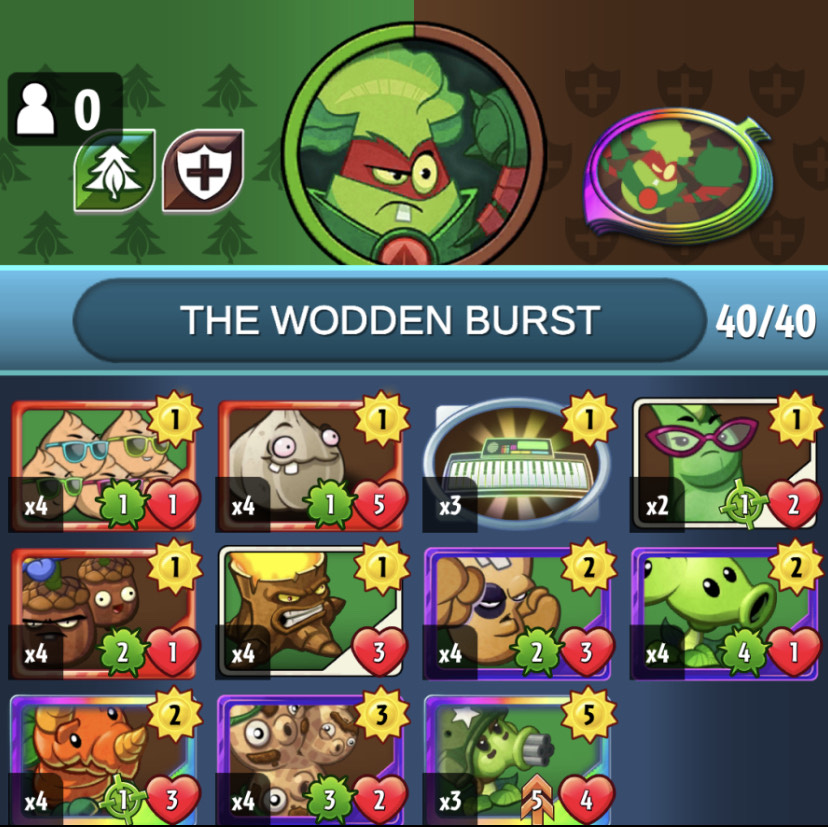 0
THE WODDEN BURST 40/40
1 1 1 1
x4 1 1 x4 1 5 x3 x2 1 2
1 1 2 2
x4 2 1 x4 3 x4 2 3 x4 4 1
2 3 5
x4 1 3 x4 3 2 x3 5 4